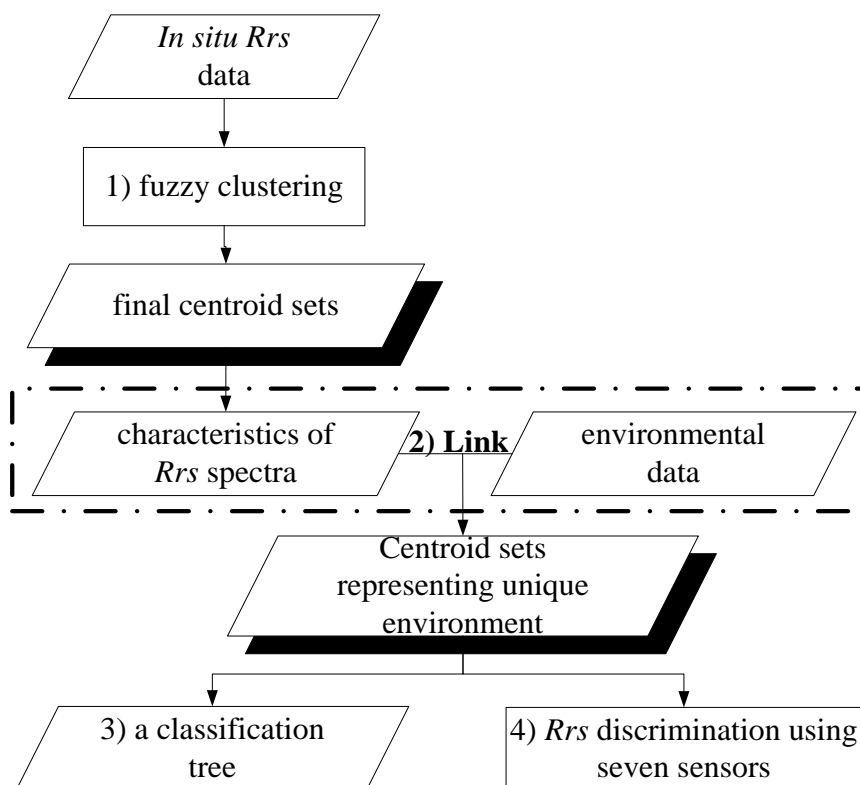 In situ Rrs
data
1) fuzzy clustering
final centroid sets
characteristics of
Rrs spectra
2) Link
environmental
data
Centroid sets
representing unique
environment
3) a classification
tree
4) Rrs discrimination using
seven sensors